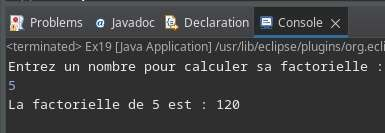 Problems Javadoc Declaration Console
<terminated> Ex19 [Java Application] /usr/lib/eclipse/plugins/org.ecli
Entrez un nombre pour calculer sa factorielle :
5
La factorielle de 5 est : 120